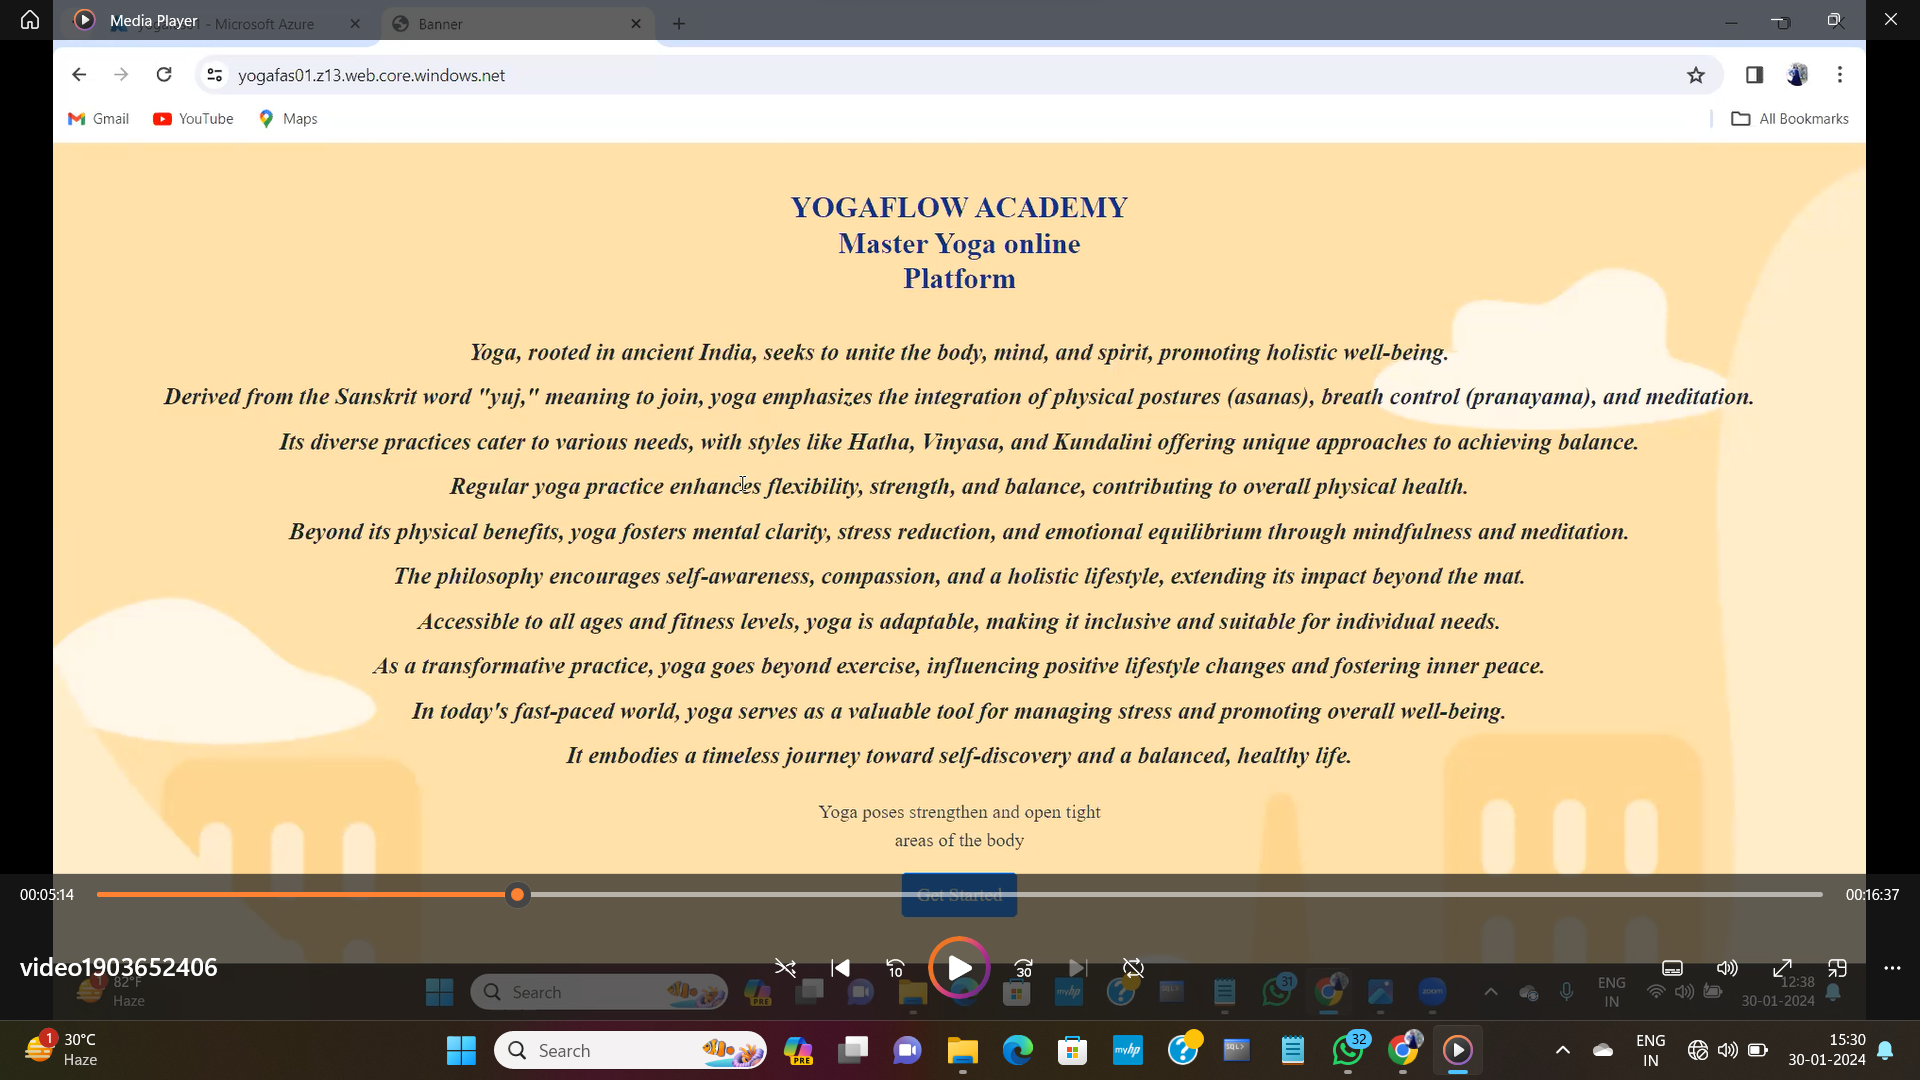 Media Player
- Microsoft Azure
Banner
yogafas01.z13.web.core.windows.net
Gmail
YouTube
Maps
All Bookmarks
YOGAFLOW ACADEMY
Master Yoga online
Platform
Yoga, rooted in ancient India, seeks to unite the body, mind, and spirit, promoting holistic well-being.
Derived from the Sanskrit word "yuj," meaning to join, yoga emphasizes the integration of physical postures (asanas), breath control (pranayama), and meditation.
Its diverse practices cater to various needs, with styles like Hatha, Vinyasa, and Kundalini offering unique approaches to achieving balance.
Regular yoga practice enhances flexibility, strength, and balance, contributing to overall physical health.
Beyond its physical benefits, yoga fosters mental clarity, stress reduction, and emotional equilibrium through mindfulness and meditation.
The philosophy encourages self-awareness, compassion, and a holistic lifestyle, extending its impact beyond the mat.
Accessible to all ages and fitness levels, yoga is adaptable, making it inclusive and suitable for individual needs.
As a transformative practice, yoga goes beyond exercise, influencing positive lifestyle changes and fostering inner peace.
In today's fast-paced world, yoga serves as a valuable tool for managing stress and promoting overall well-being.
It embodies a timeless journey toward self-discovery and a balanced, healthy life.
Yoga poses strengthen and open tight
areas of the body
00:05:14
Get Started
00:16:37
video1903652406
10
30
1
82°F
Haze
Search
PRE
myhp
SQL>
31
zoom
ENG
IN
12:38
30-01-2024
1
30°C
Haze
Search
PRE
myhp
SQL>
32
ENG
IN
15:30
30-01-2024